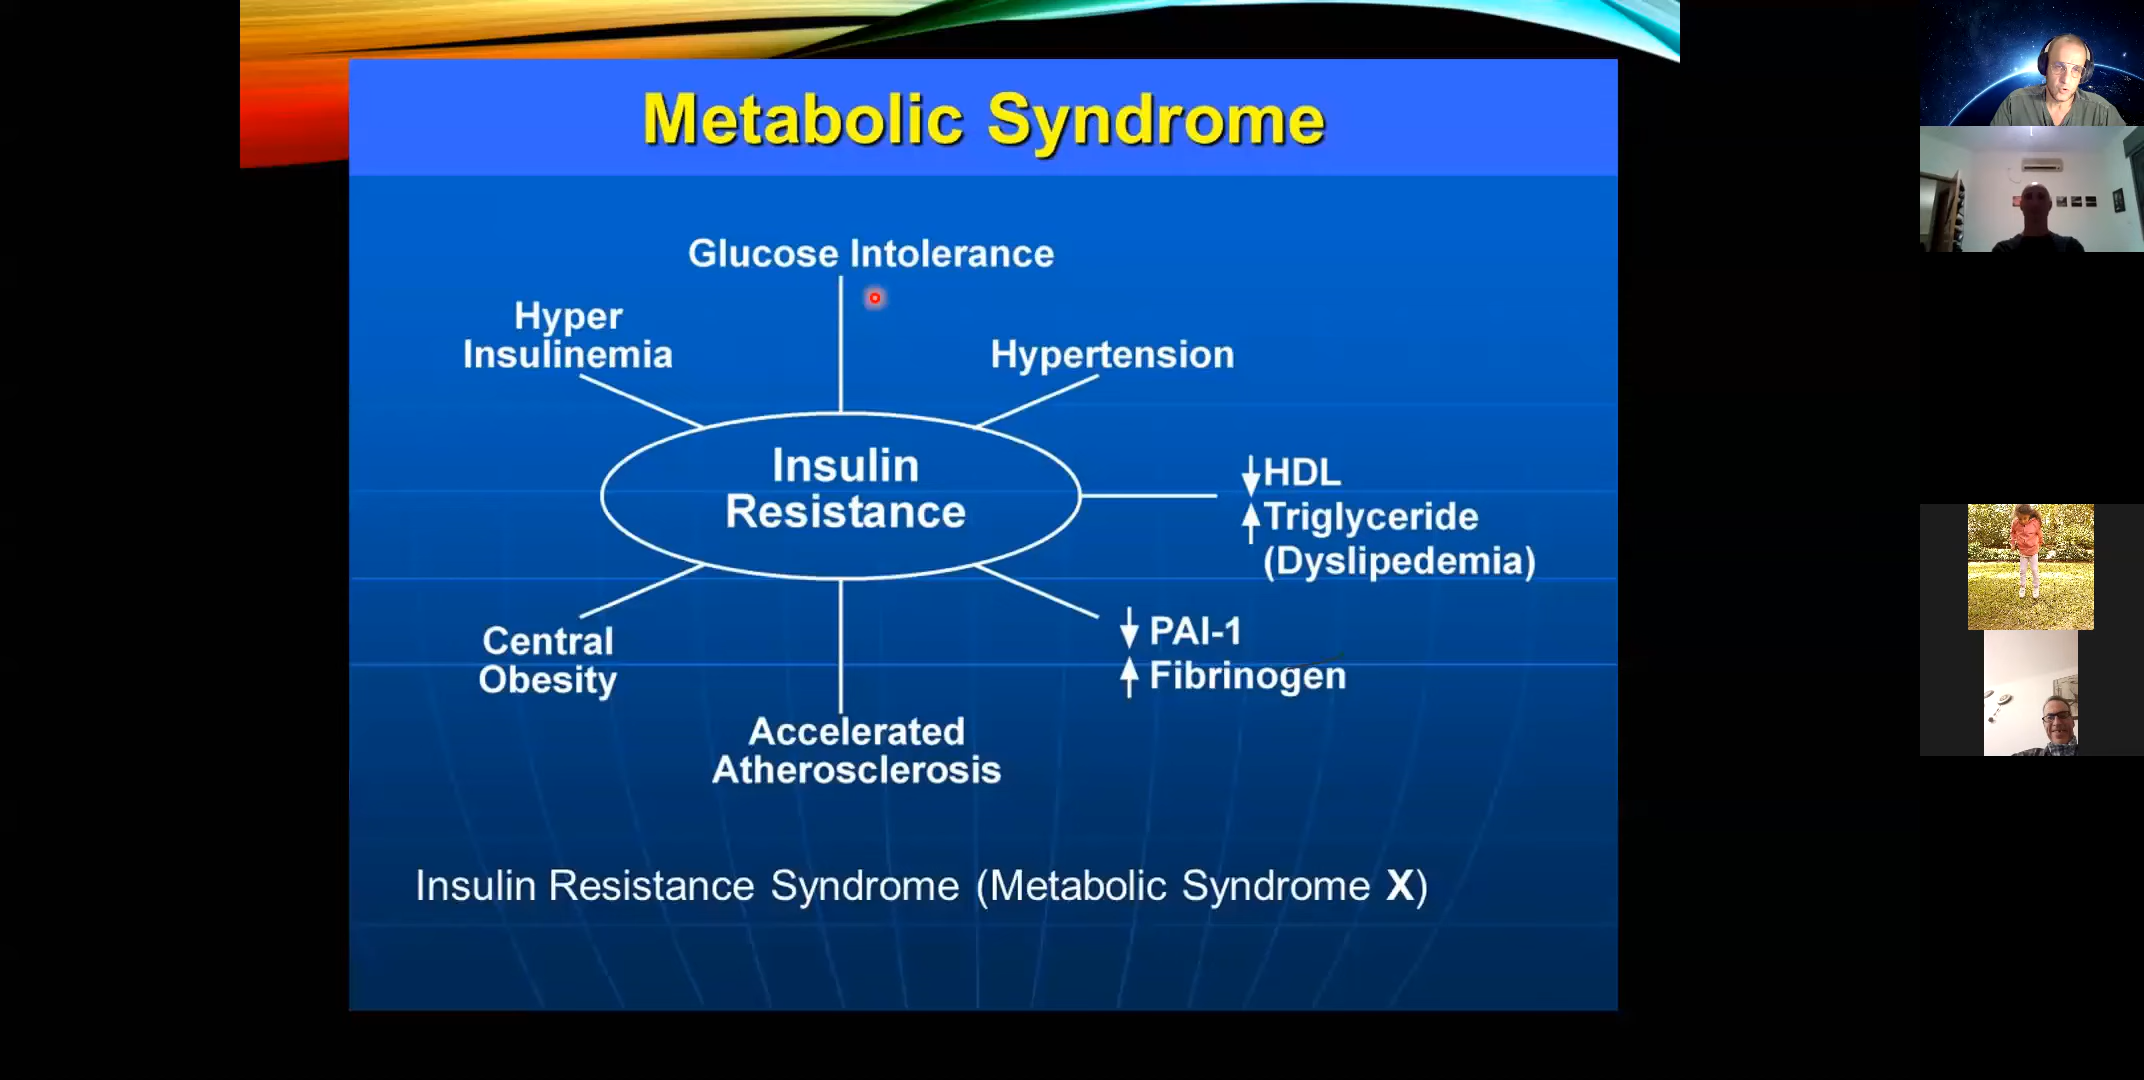 Metabolic Syndrome
Glucose Intolerance
Hyper
Insulinemia
Hypertension
Insulin
Resistance
↓HDL
↑Triglyceride
(Dyslipedemia)
Central
Obesity
↓ PAI-1
↑ Fibrinogen
Accelerated
Atherosclerosis
Insulin Resistance Syndrome (Metabolic Syndrome X)